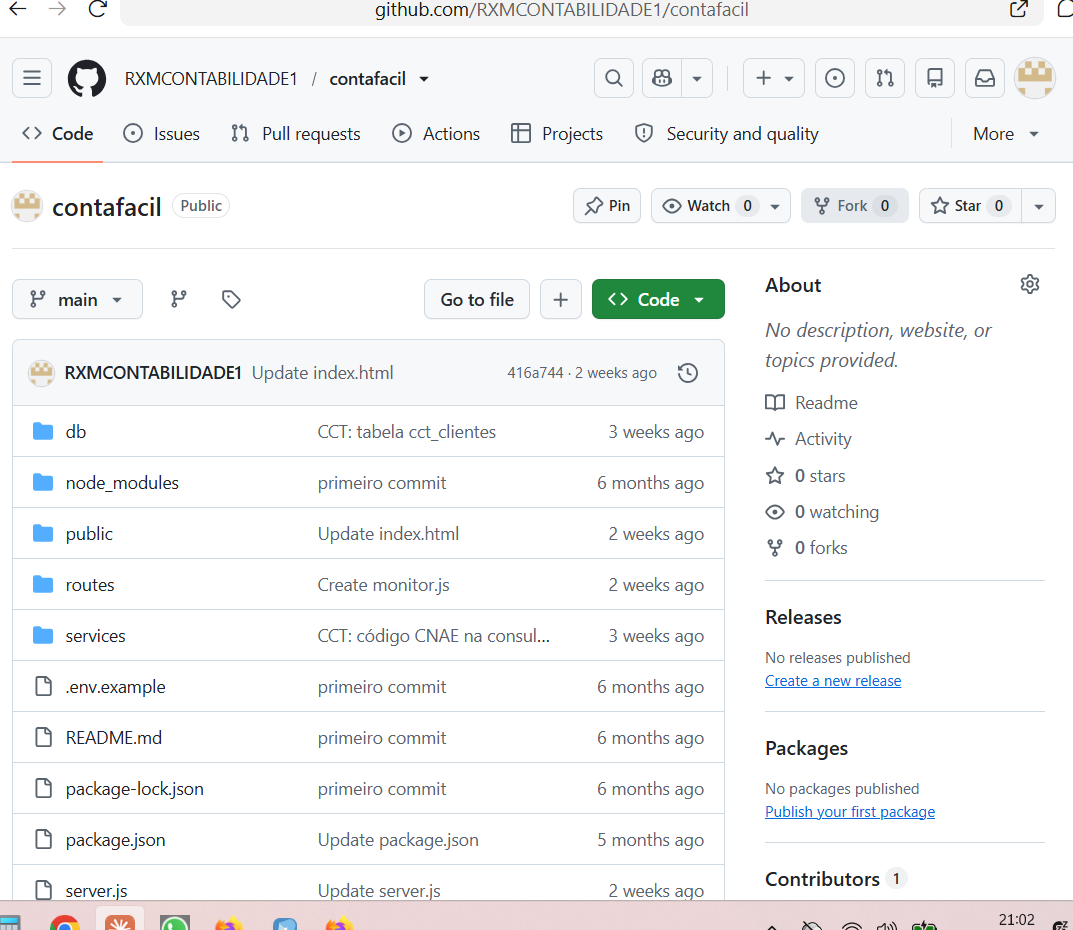 github.com/RXMCONTABILIDADE1/contafacil
RXMCONTABILIDADE1 / contafacil
Code Issues Pull requests Actions Projects Security and quality More
contafacil Public Pin Watch 0 Fork 0 Star 0
main Go to file Code
RXMCONTABILIDADE1 Update index.html 416a744 · 2 weeks ago
db CCT: tabela cct_clientes 3 weeks ago
node_modules primeiro commit 6 months ago
public Update index.html 2 weeks ago
routes Create monitor.js 2 weeks ago
services CCT: código CNAE na consul... 3 weeks ago
.env.example primeiro commit 6 months ago
README.md primeiro commit 6 months ago
package-lock.json primeiro commit 6 months ago
package.json Update package.json 5 months ago
server.js Update server.js 2 weeks ago
About
No description, website, or
topics provided.
Readme
Activity
0 stars
0 watching
0 forks
Releases
No releases published
Create a new release
Packages
No packages published
Publish your first package
Contributors 1
21:02